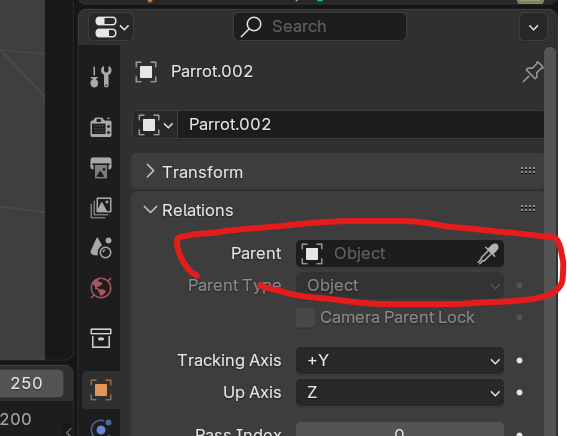 Search
Parrot.002
Parrot.002
Transform
Relations
Parent Object
Parent Type Object
Camera Parent Lock
Tracking Axis +Y
250
Up Axis Z
200
Pass Index 0